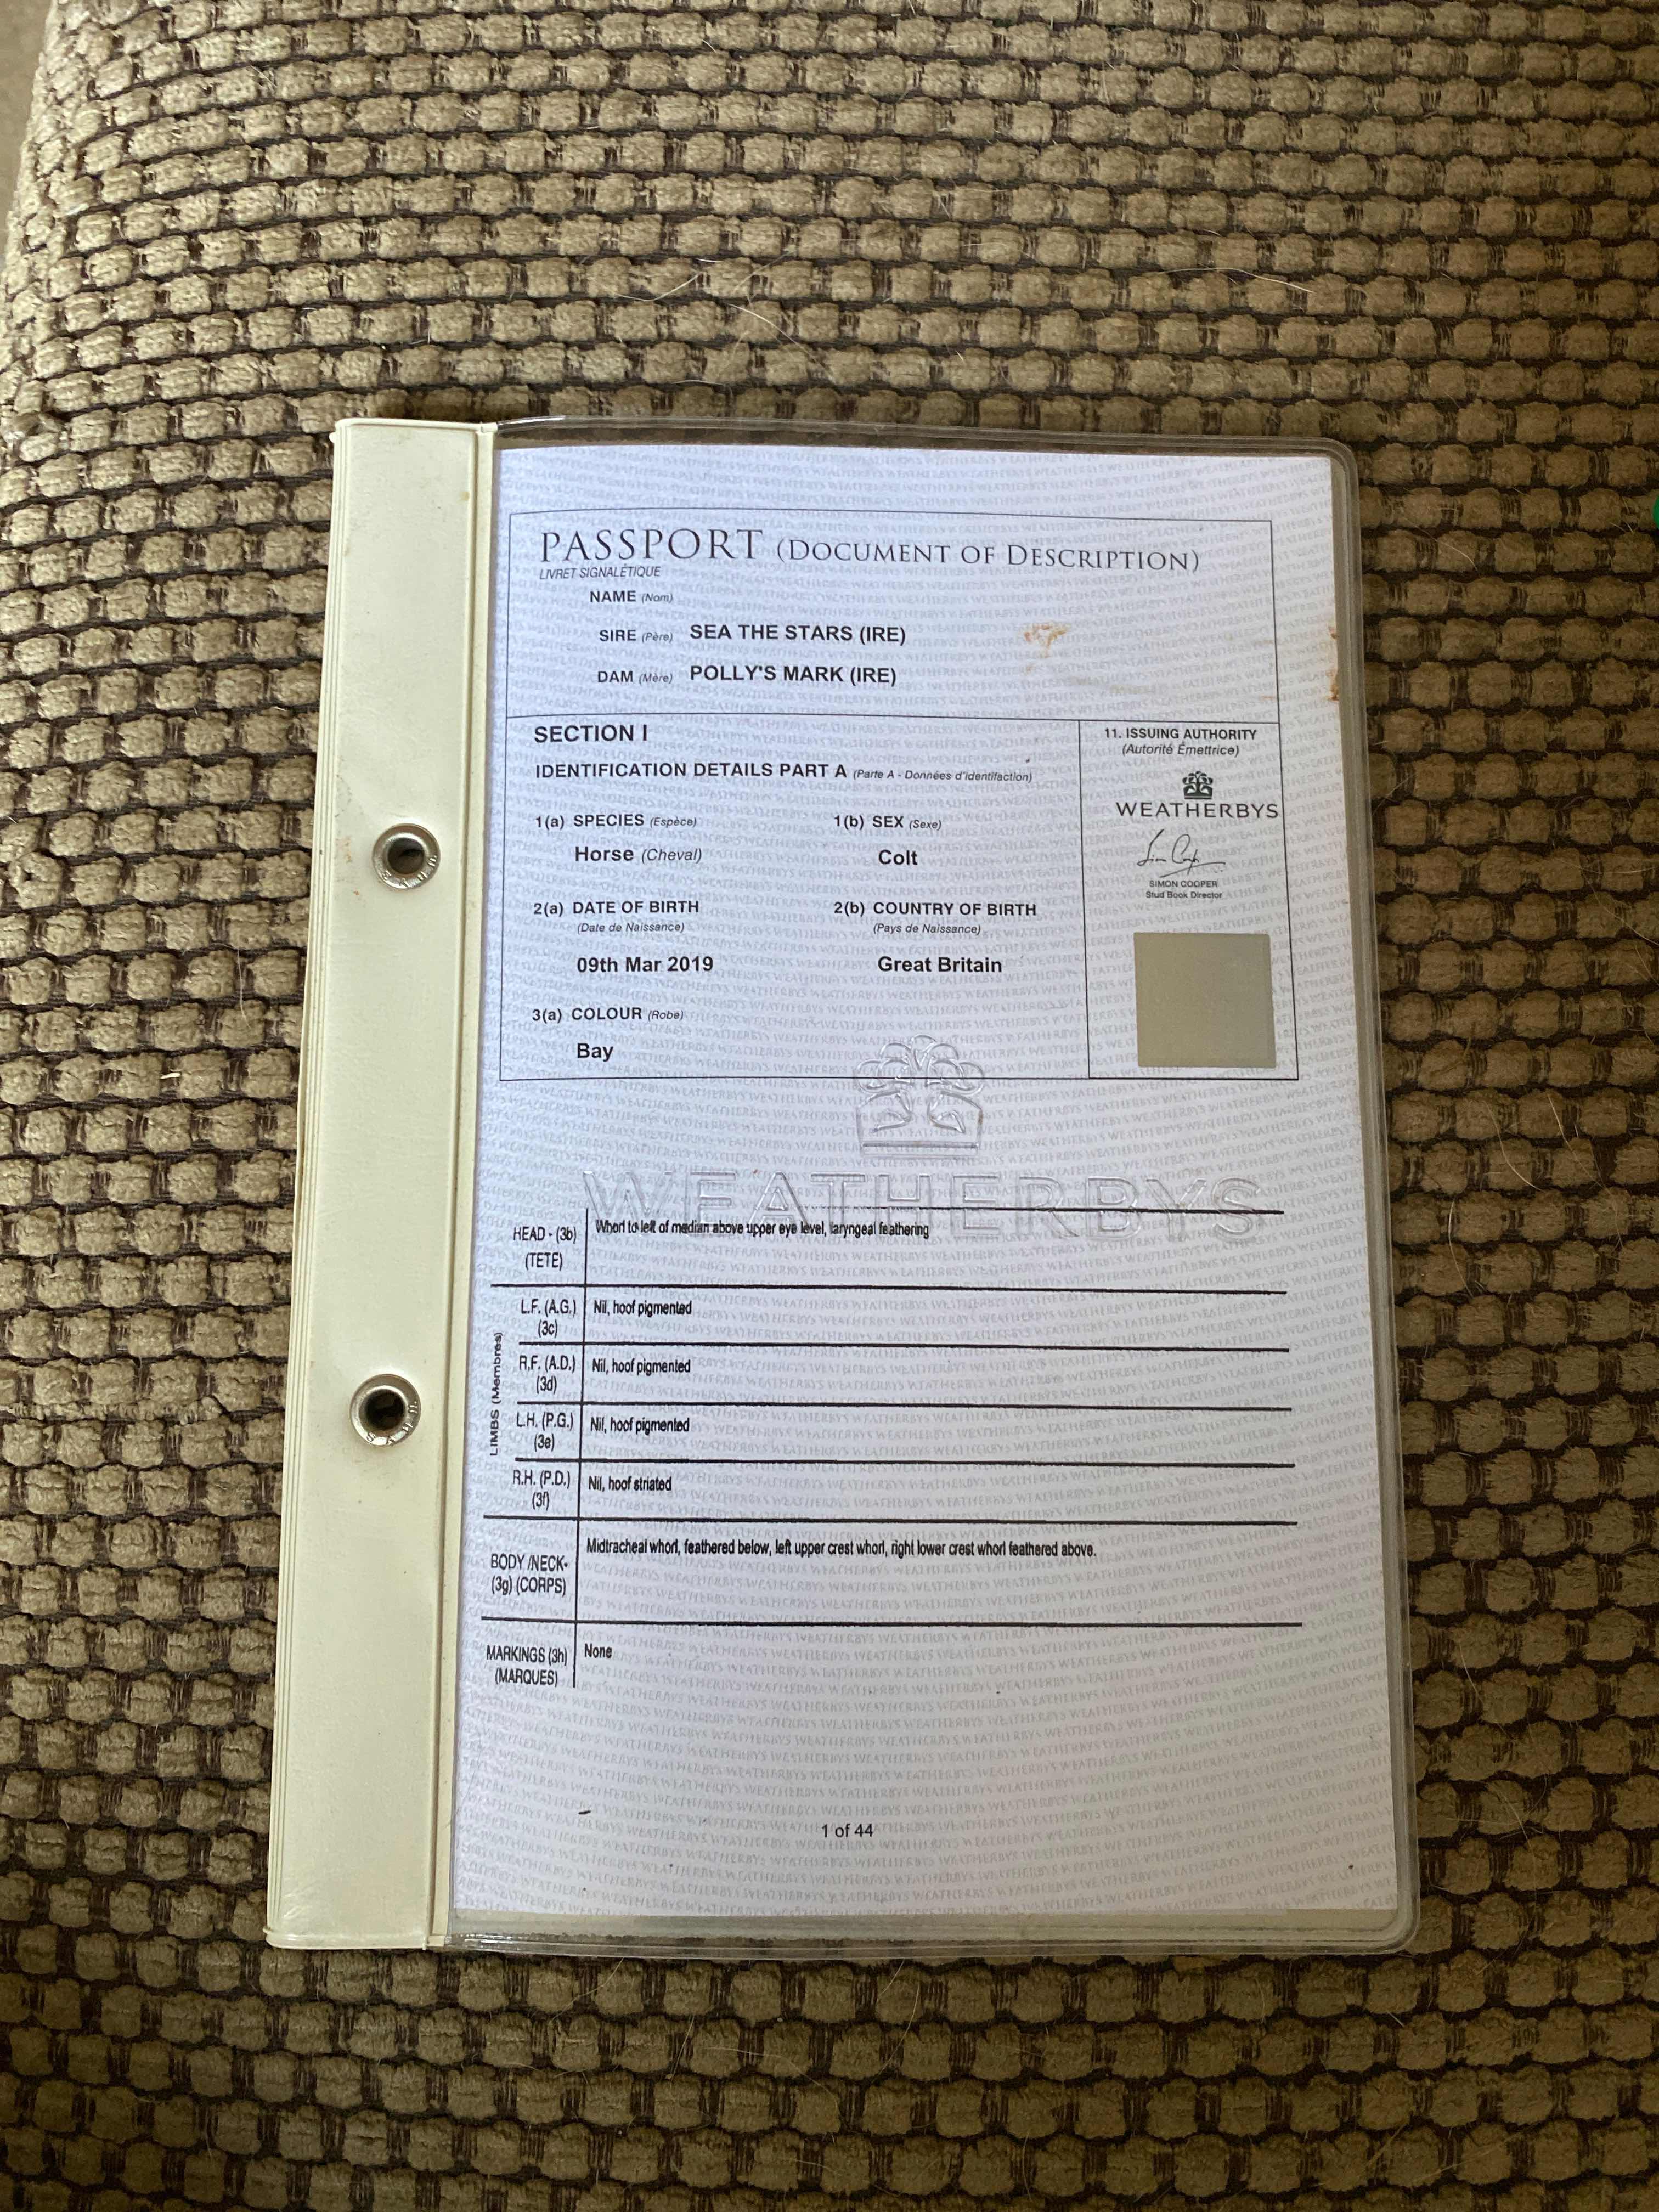 PASSPORT (DOCUMENT OF DESCRIPTION)
LIVRET SIGNALÉTIQUE
NAME (Nom)
SIRE (Père) SEA THE STARS (IRE)
DAM (Mère) POLLY'S MARK (IRE)
SECTION I
IDENTIFICATION DETAILS PART A (Parte A - Données d'identifaction)
1(a) SPECIES (Espèce) 1(b) SEX (Sexe)
Horse (Cheval) Colt
2(a) DATE OF BIRTH 2(b) COUNTRY OF BIRTH
(Date de Naissance) (Pays de Naissance)
09th Mar 2019 Great Britain
3(a) COLOUR (Robe)
Bay
11. ISSUING AUTHORITY
(Autorité Émettrice)
WEATHERBYS
SIMON COOPER
Stud Book Director
WEATHERBYS
HEAD - (3b) Whorl to left of median above upper eye level, laryngeal feathering
(TETE)
LIMBS (Membres)
L.F. (A.G.) Nil, hoof pigmented
(3c)
R.F. (A.D.) Nil, hoof pigmented
(3d)
L.H. (P.G.) Nil, hoof pigmented
(3e)
R.H. (P.D.) Nil, hoof striated
(3f)
BODY /NECK- Midtracheal whorl, feathered below, left upper crest whorl, right lower crest whorl feathered above.
(3g) (CORPS)
MARKINGS (3h) None
(MARQUES)
1 of 44